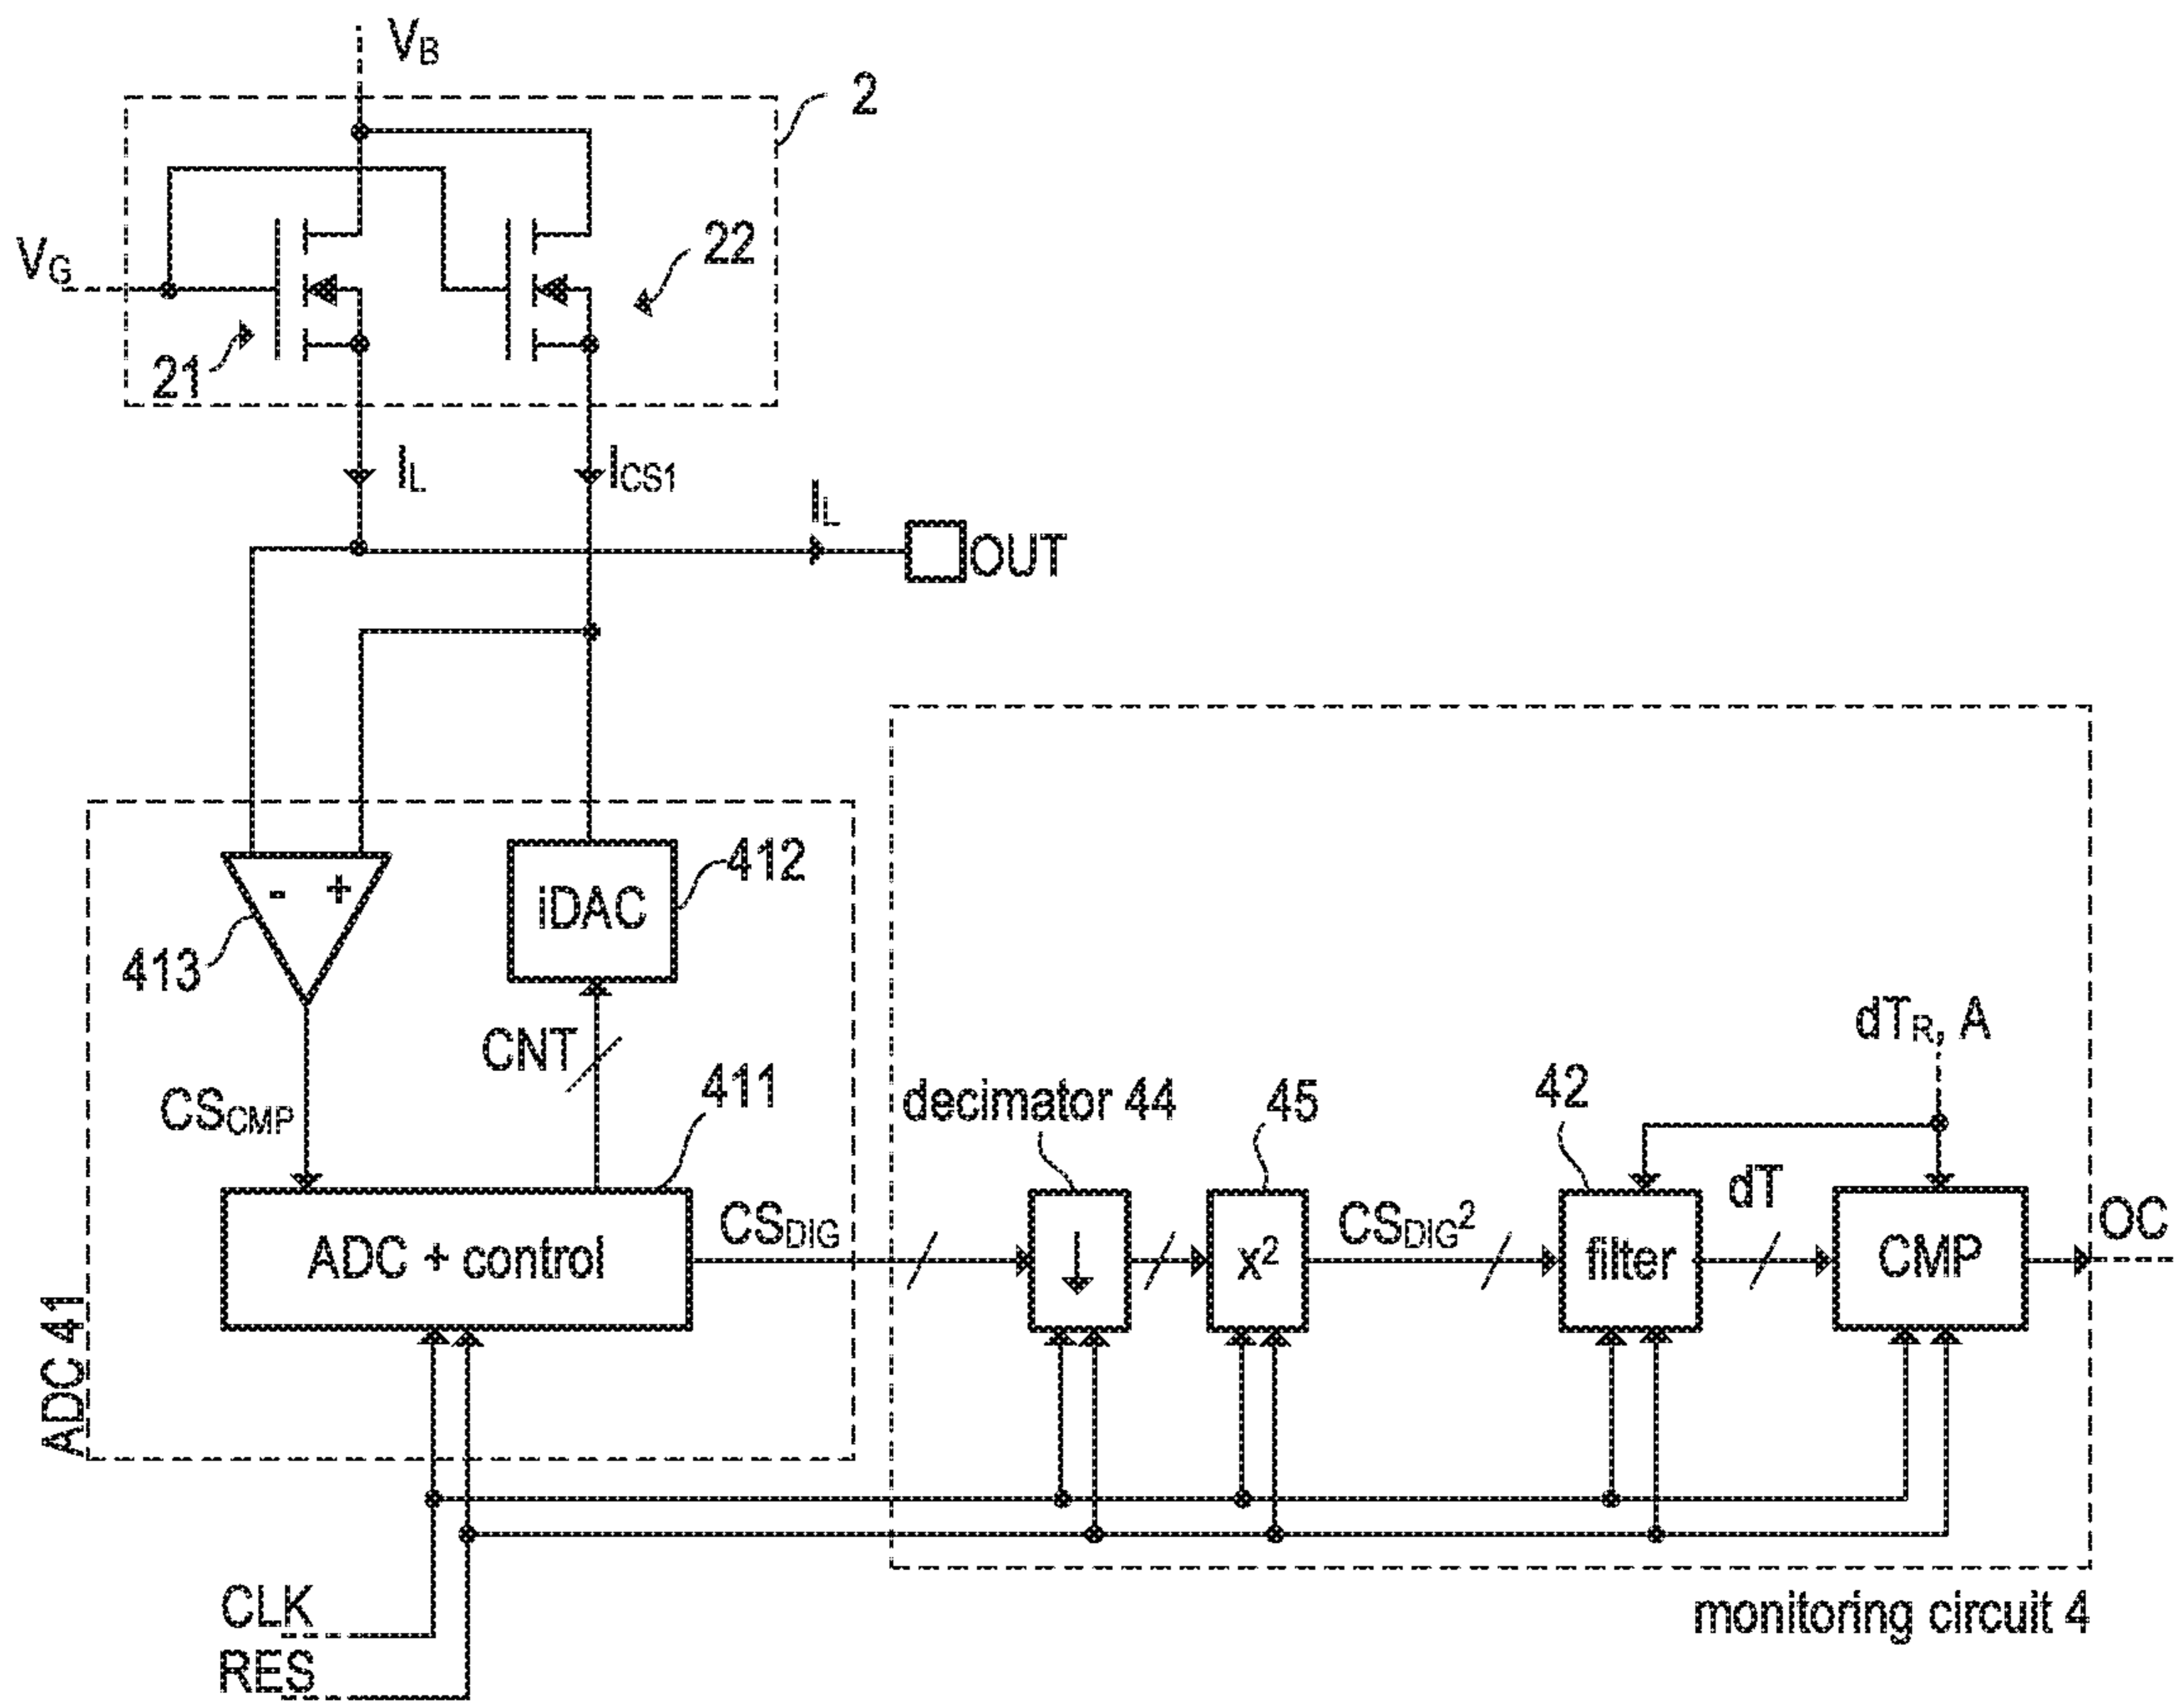 VB
2
VG
22
21
IL
ICS1
IL
OUT
412
iDAC
- +
413
CNT
dTR, A
CSCMP
411
decimator 44
45
42
dT
CSDIG
CSDIG²
OC
ADC + control
↓
x²
filter
CMP
ADC 41
CLK
RES
monitoring circuit 4